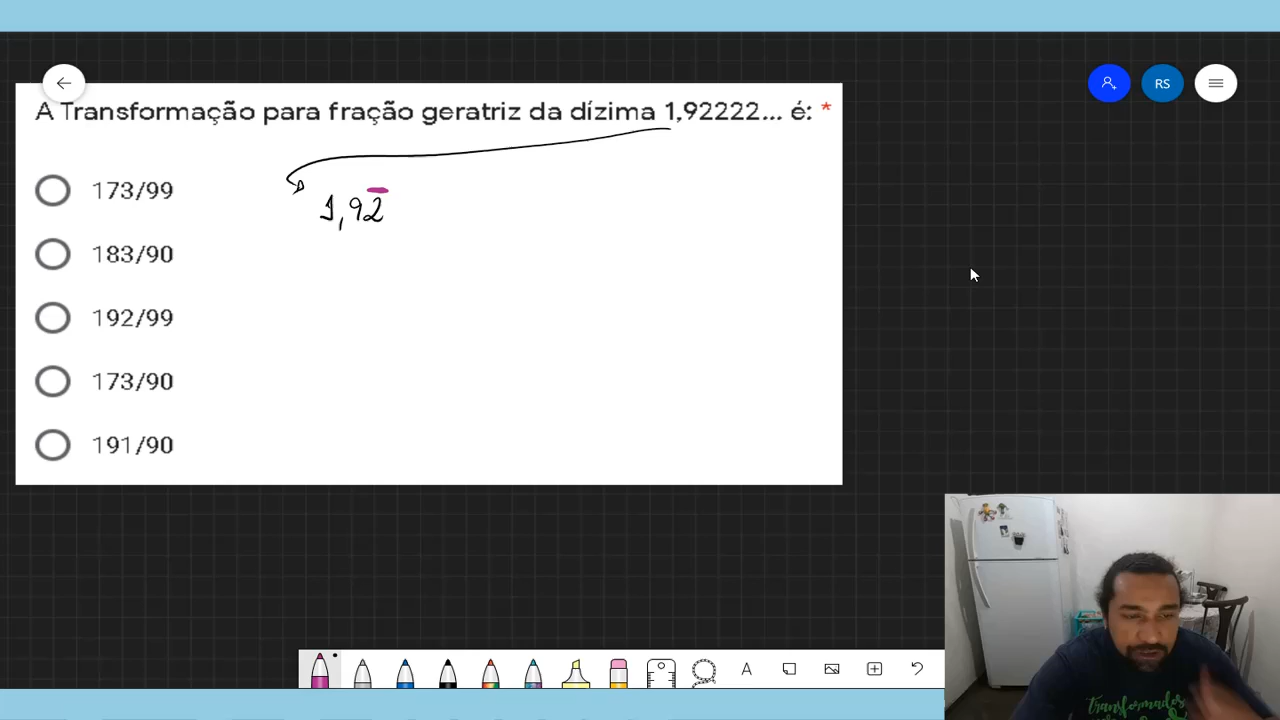 A Transformação para fração geratriz da dízima 1,92222... é: *
173/99
1,92̅
183/90
192/99
173/90
191/90
RS
A
transformados